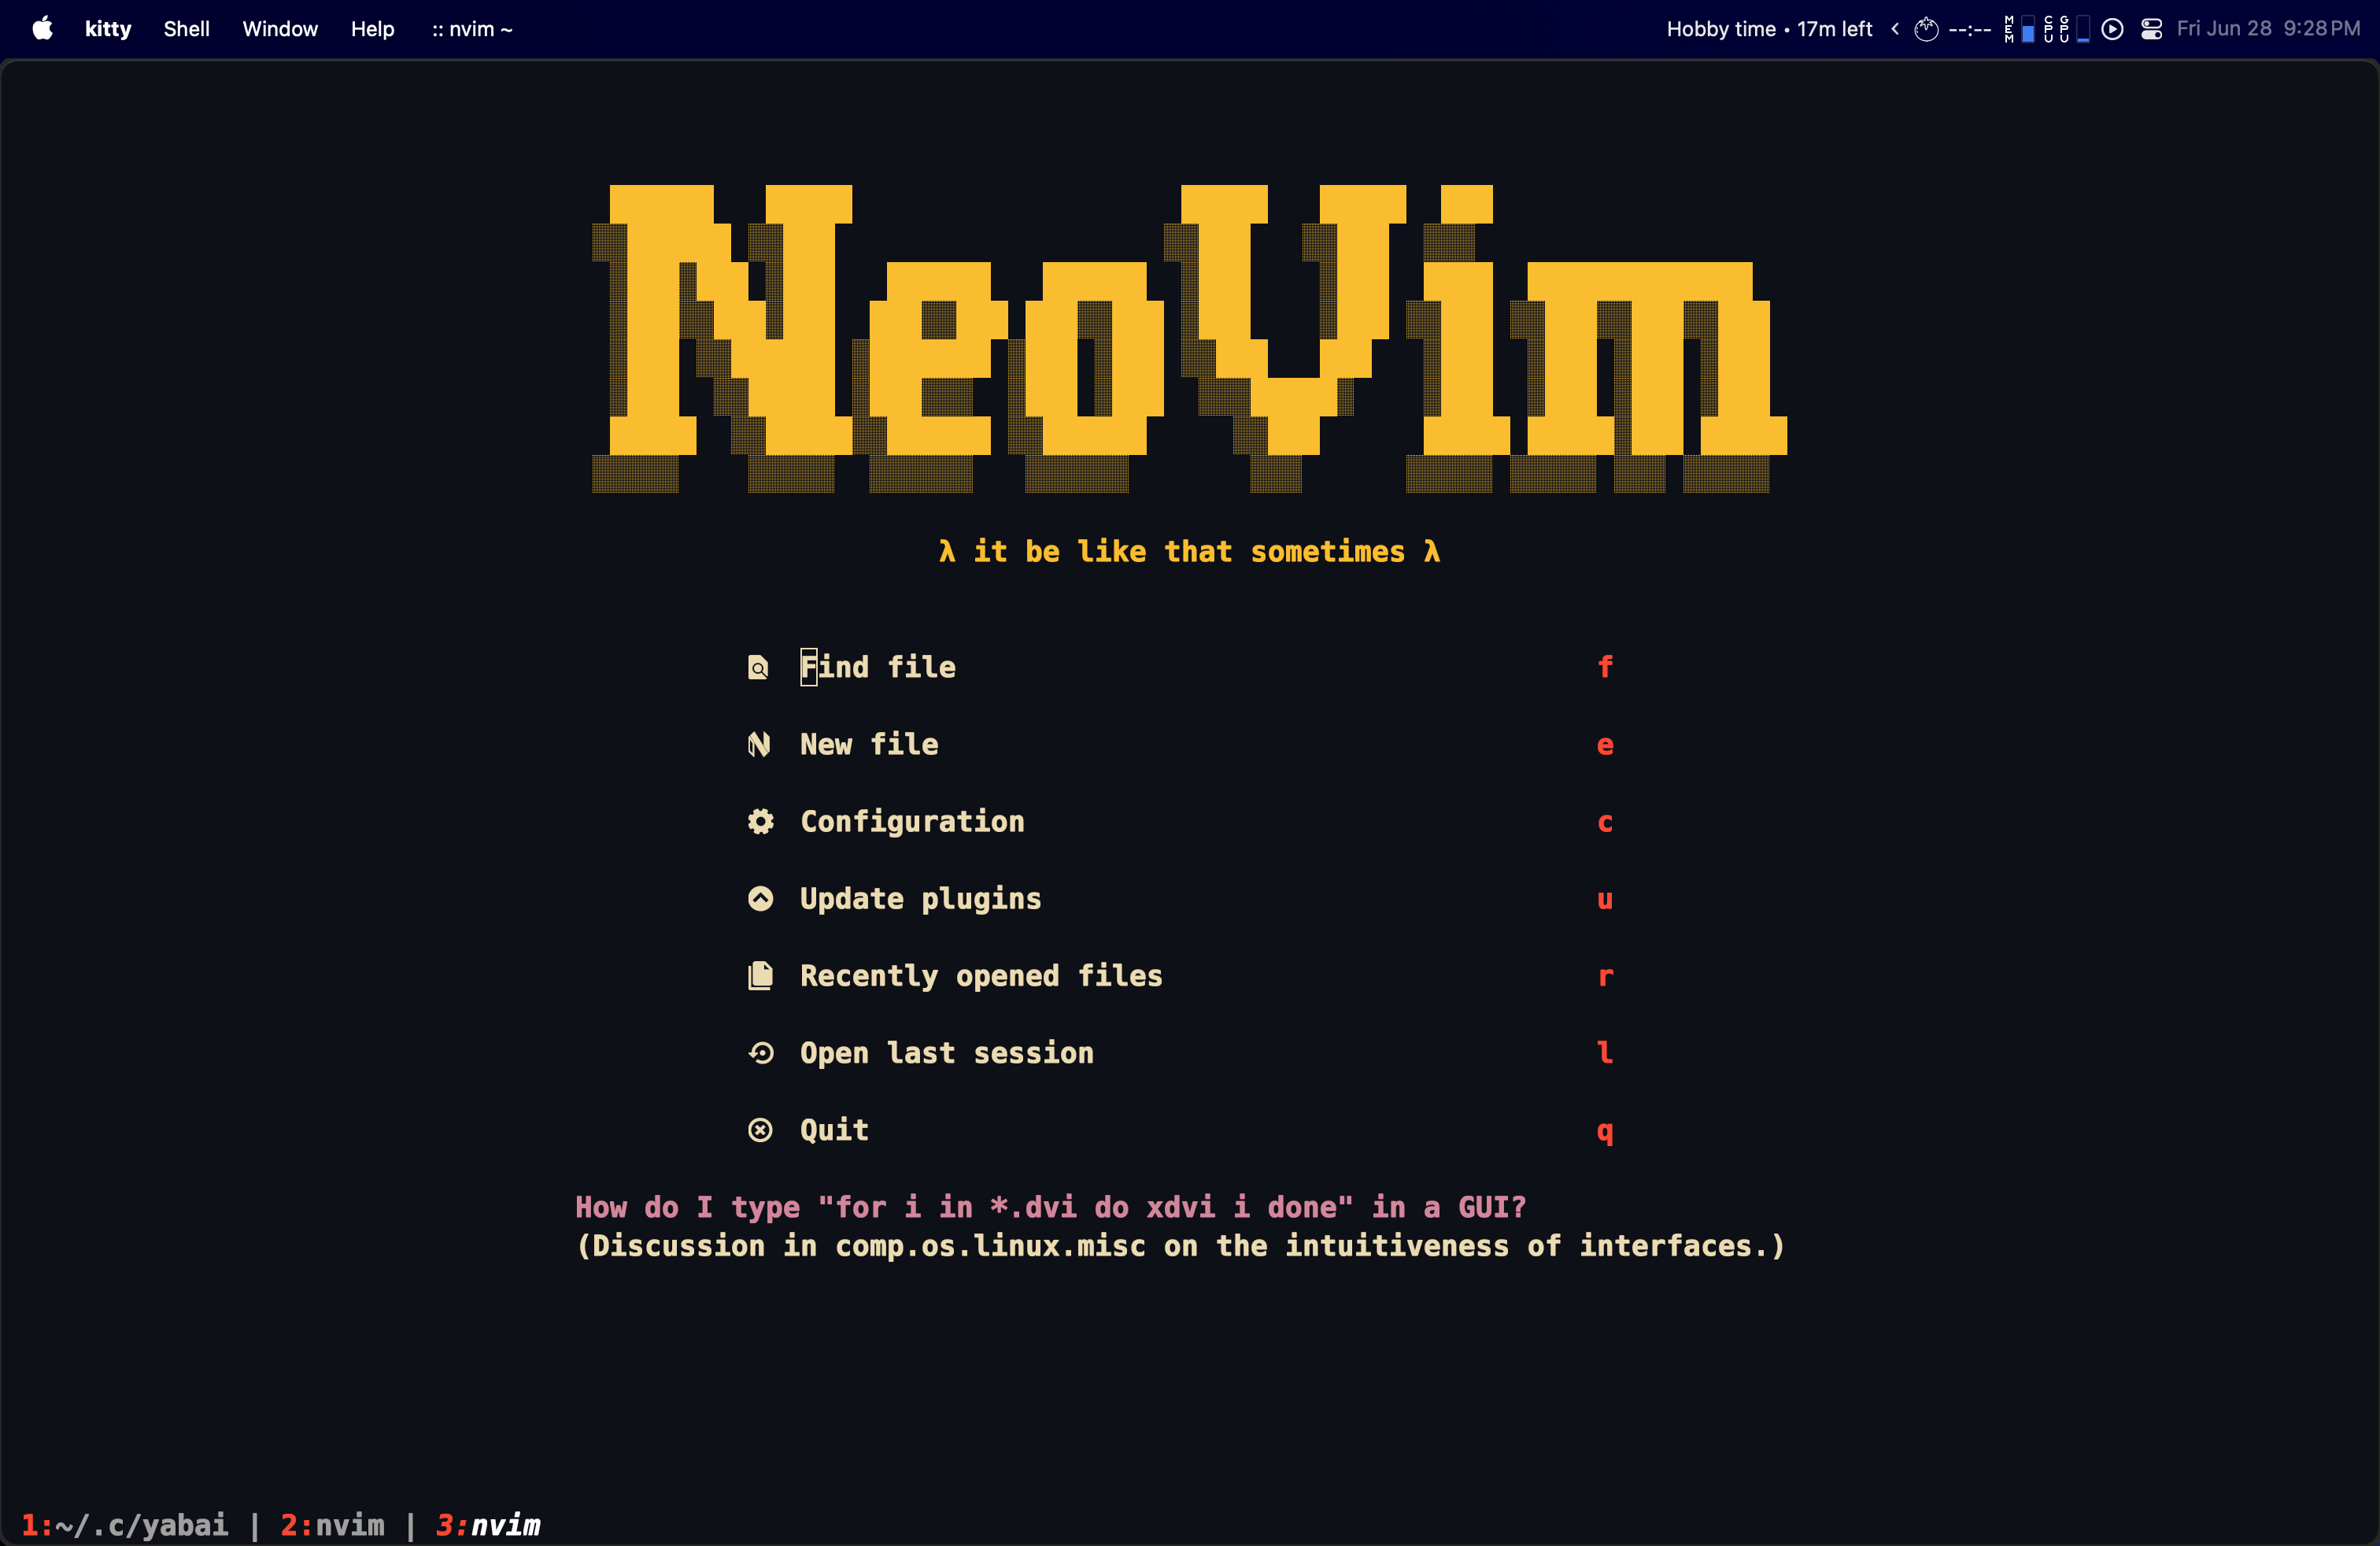 kitty Shell Window Help :: nvim ~ Hobby time • 17m left < --:-- MEM CPU GPU Fri Jun 28 9:28 PM
NeoVim
λ it be like that sometimes λ
Find file f
New file e
Configuration c
Update plugins u
Recently opened files r
Open last session l
Quit q
How do I type "for i in *.dvi do xdvi i done" in a GUI?
(Discussion in comp.os.linux.misc on the intuitiveness of interfaces.)
1:~/.c/yabai | 2:nvim | 3:nvim